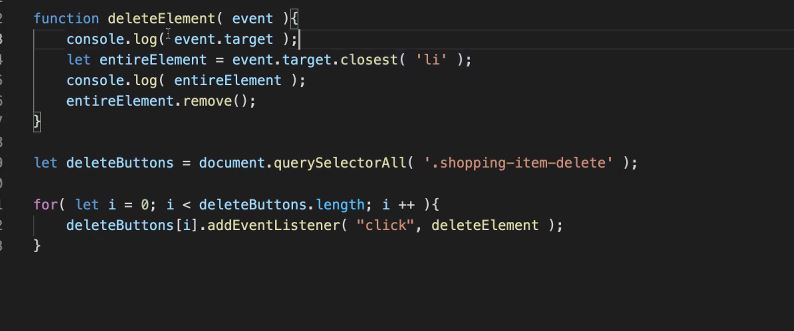 function deleteElement( event ){
console.log( event.target );
let entireElement = event.target.closest( 'li' );
console.log( entireElement );
entireElement.remove();
}
let deleteButtons = document.querySelectorAll( '.shopping-item-delete' );
for( let i = 0; i < deleteButtons.length; i ++ ){
deleteButtons[i].addEventListener( "click", deleteElement );
}